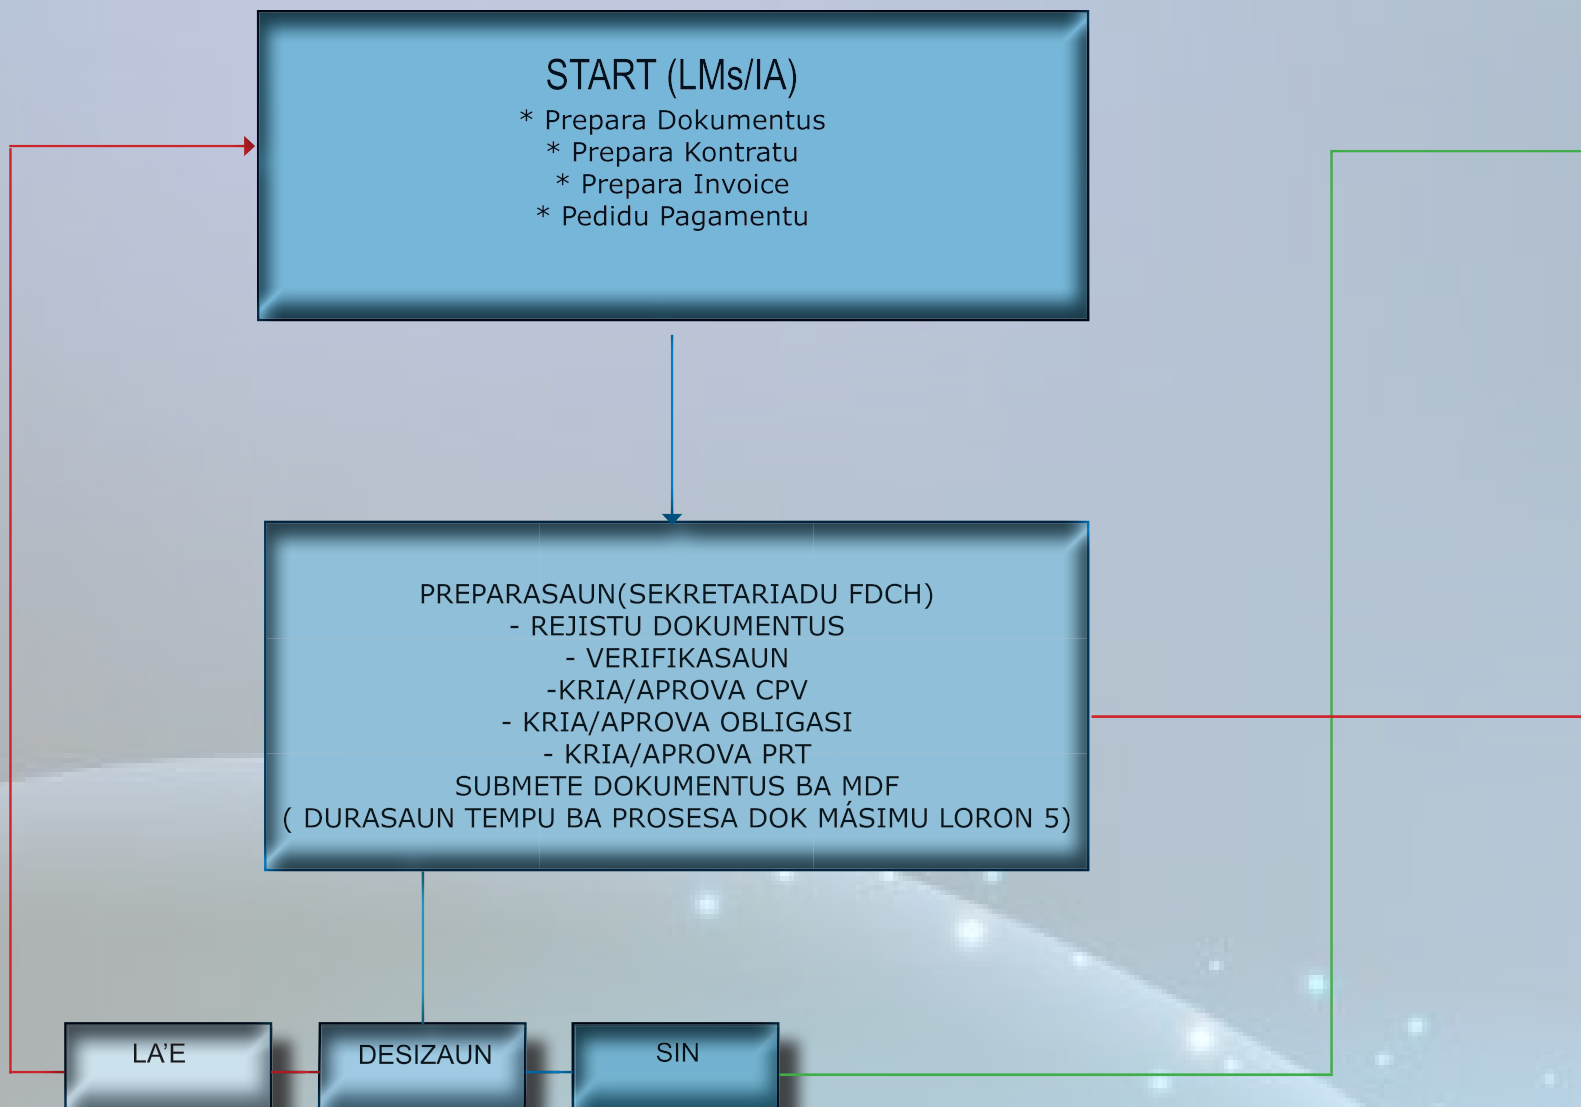 START (LMs/IA)
* Prepara Dokumentus
* Prepara Kontratu
* Prepara Invoice
* Pedidu Pagamentu
PREPARASAUN(SEKRETARIADU FDCH)
- REJISTU DOKUMENTUS
- VERIFIKASAUN
-KRIA/APROVA CPV
- KRIA/APROVA OBLIGASI
- KRIA/APROVA PRT
SUBMETE DOKUMENTUS BA MDF
( DURASAUN TEMPU BA PROSESA DOK MÁSIMU LORON 5)
LA’E
DESIZAUN
SIN